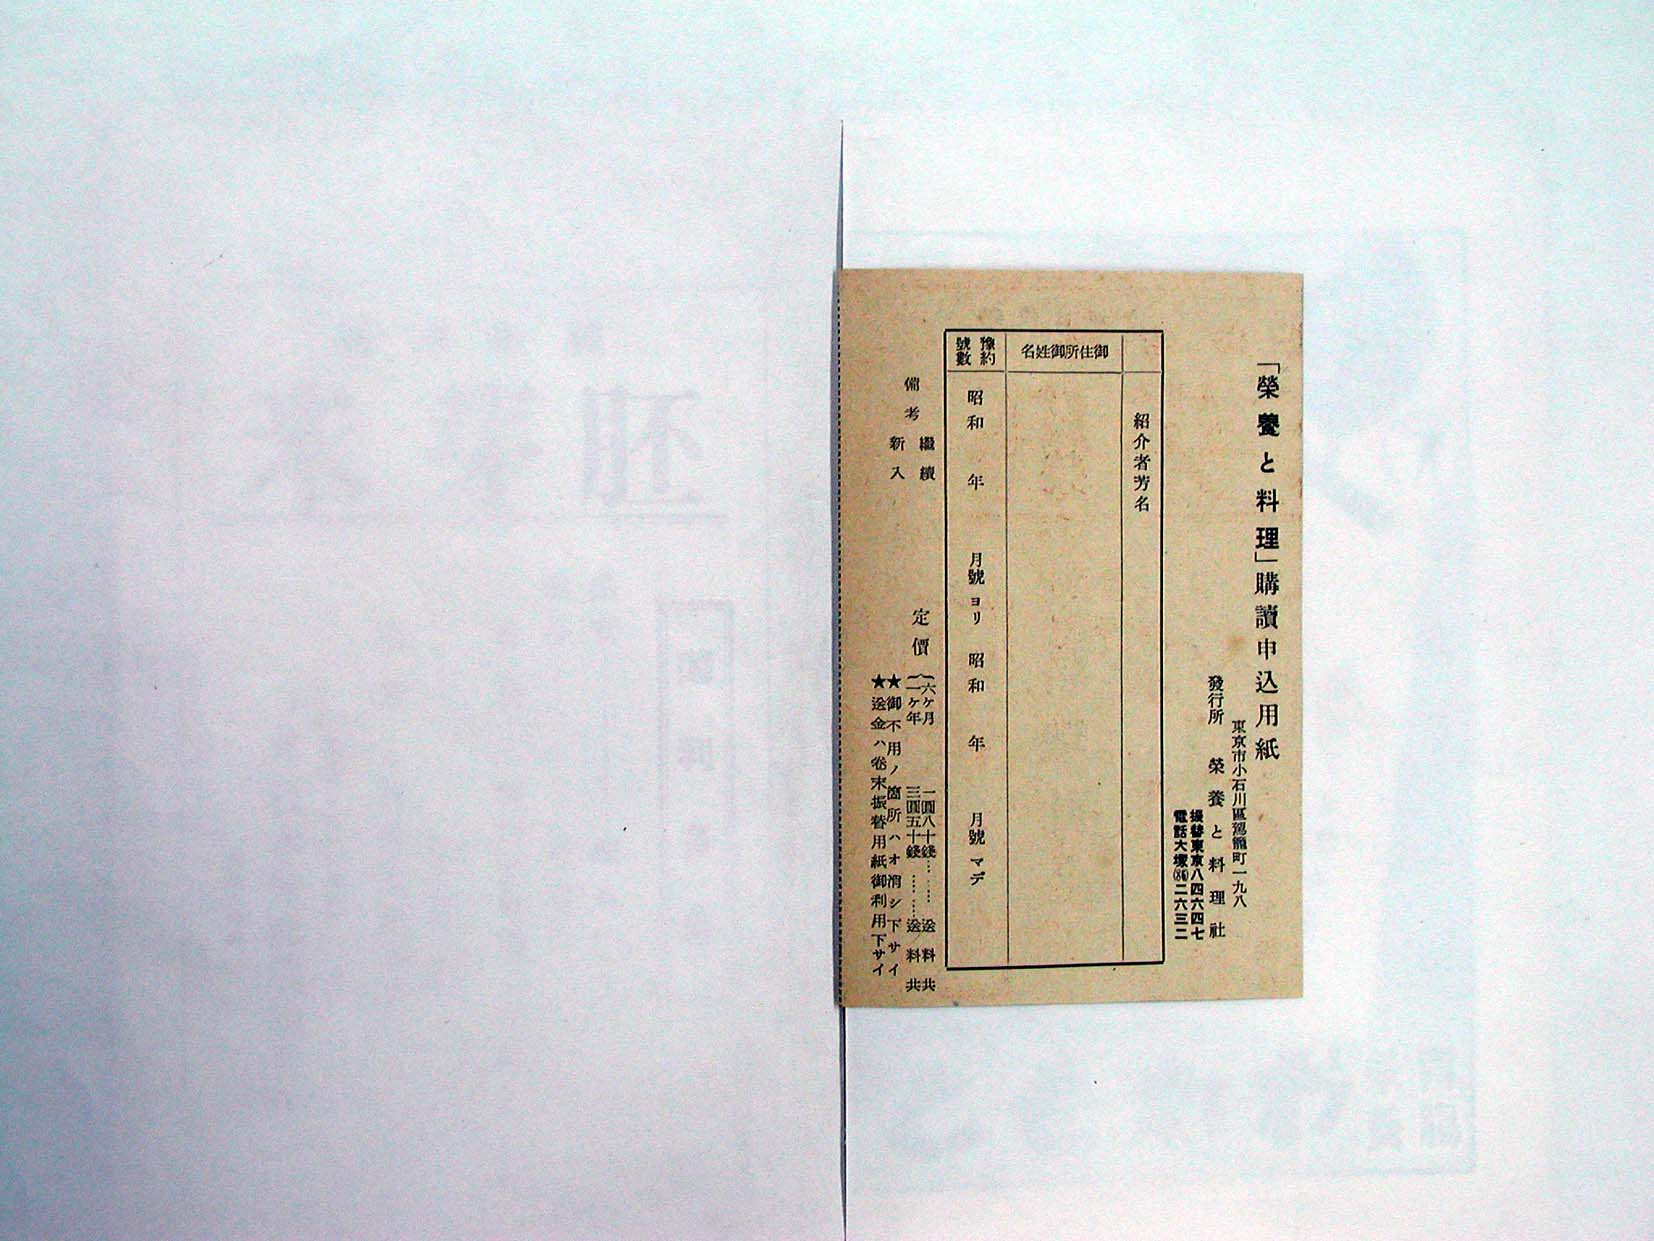 「榮養と料理」購讀申込用紙
東京市小石川區駕籠町一九八
發行所 榮養と料理社
振替東京八四六四七
電話大塚(86)二六三二
紹介者芳名
御住所御姓名
豫約號數
昭和 年 月號ヨリ 昭和 年 月號マデ
備考 繼續
新入
定價
六ケ月 一圓八十錢……送料共
一ケ年 三圓五十錢……送料共
★御不用ノ箇所ハオ消シ下サイ
★送金ハ卷末振替用紙御利用下サイ